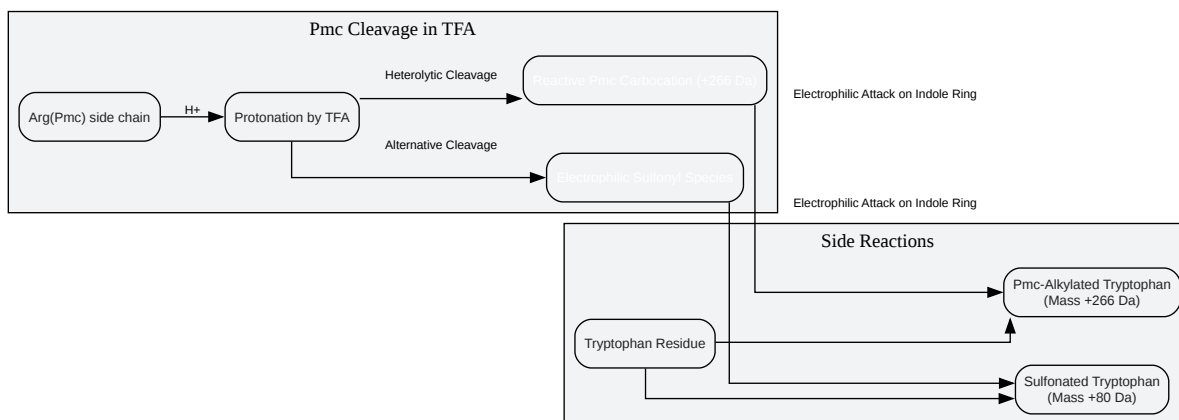 Pmc Cleavage in TFA
Heterolytic Cleavage
Reactive Pmc Carbocation (+266 Da)
Electrophilic Attack on Indole Ring
Arg(Pmc) side chain
H+
Protonation by TFA
Alternative Cleavage
Electrophilic Sulfonyl Species
Electrophilic Attack on Indole Ring
Side Reactions
Pmc-Alkylated Tryptophan
(Mass +266 Da)
Tryptophan Residue
Sulfonated Tryptophan
(Mass +80 Da)